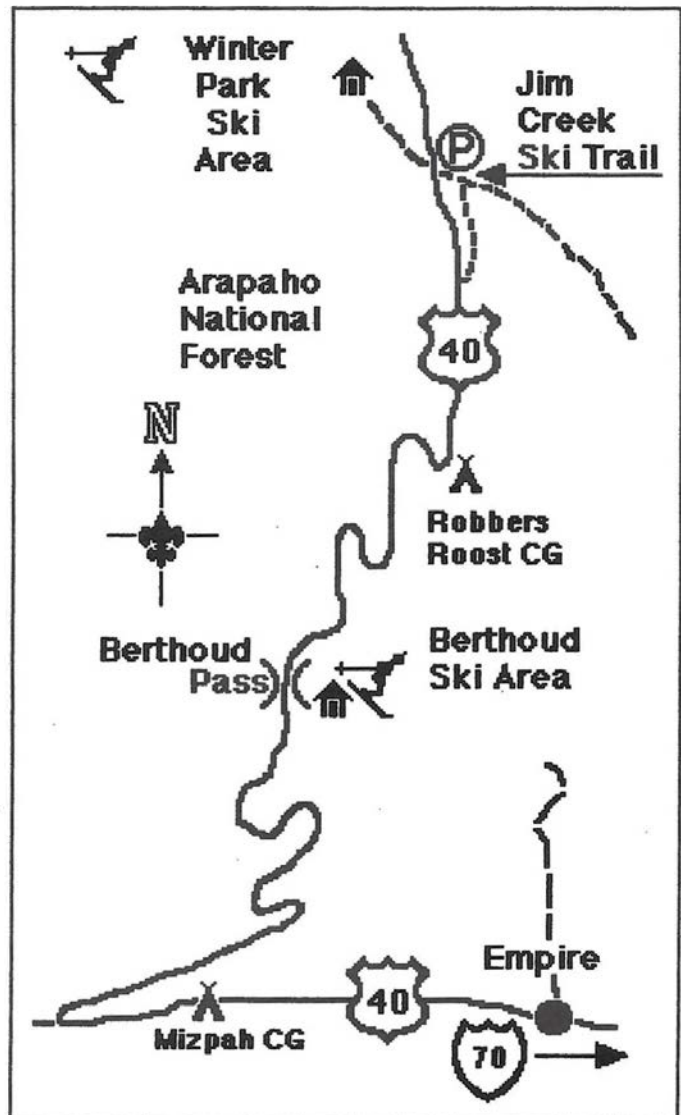 Winter
Park
Ski
Area
P
Jim
Creek
Ski Trail
Arapaho
National
Forest
40
N
Robbers
Roost CG
Berthoud
Pass
Berthoud
Ski Area
Empire
40
Mizpah CG
70